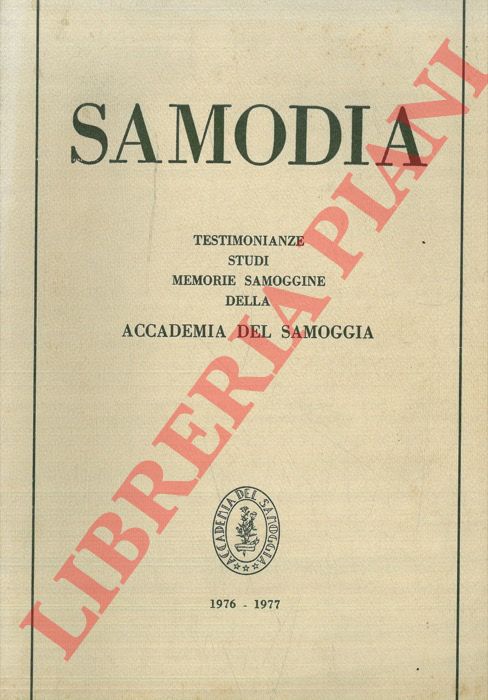 SAMODIA
TESTIMONIANZE
STUDI
MEMORIE SAMOGGINE
DELLA
ACCADEMIA DEL SAMOGGIA
ACCADEMIA DEL SAMOGGIA
1976 - 1977
LIBRERIA PIANI